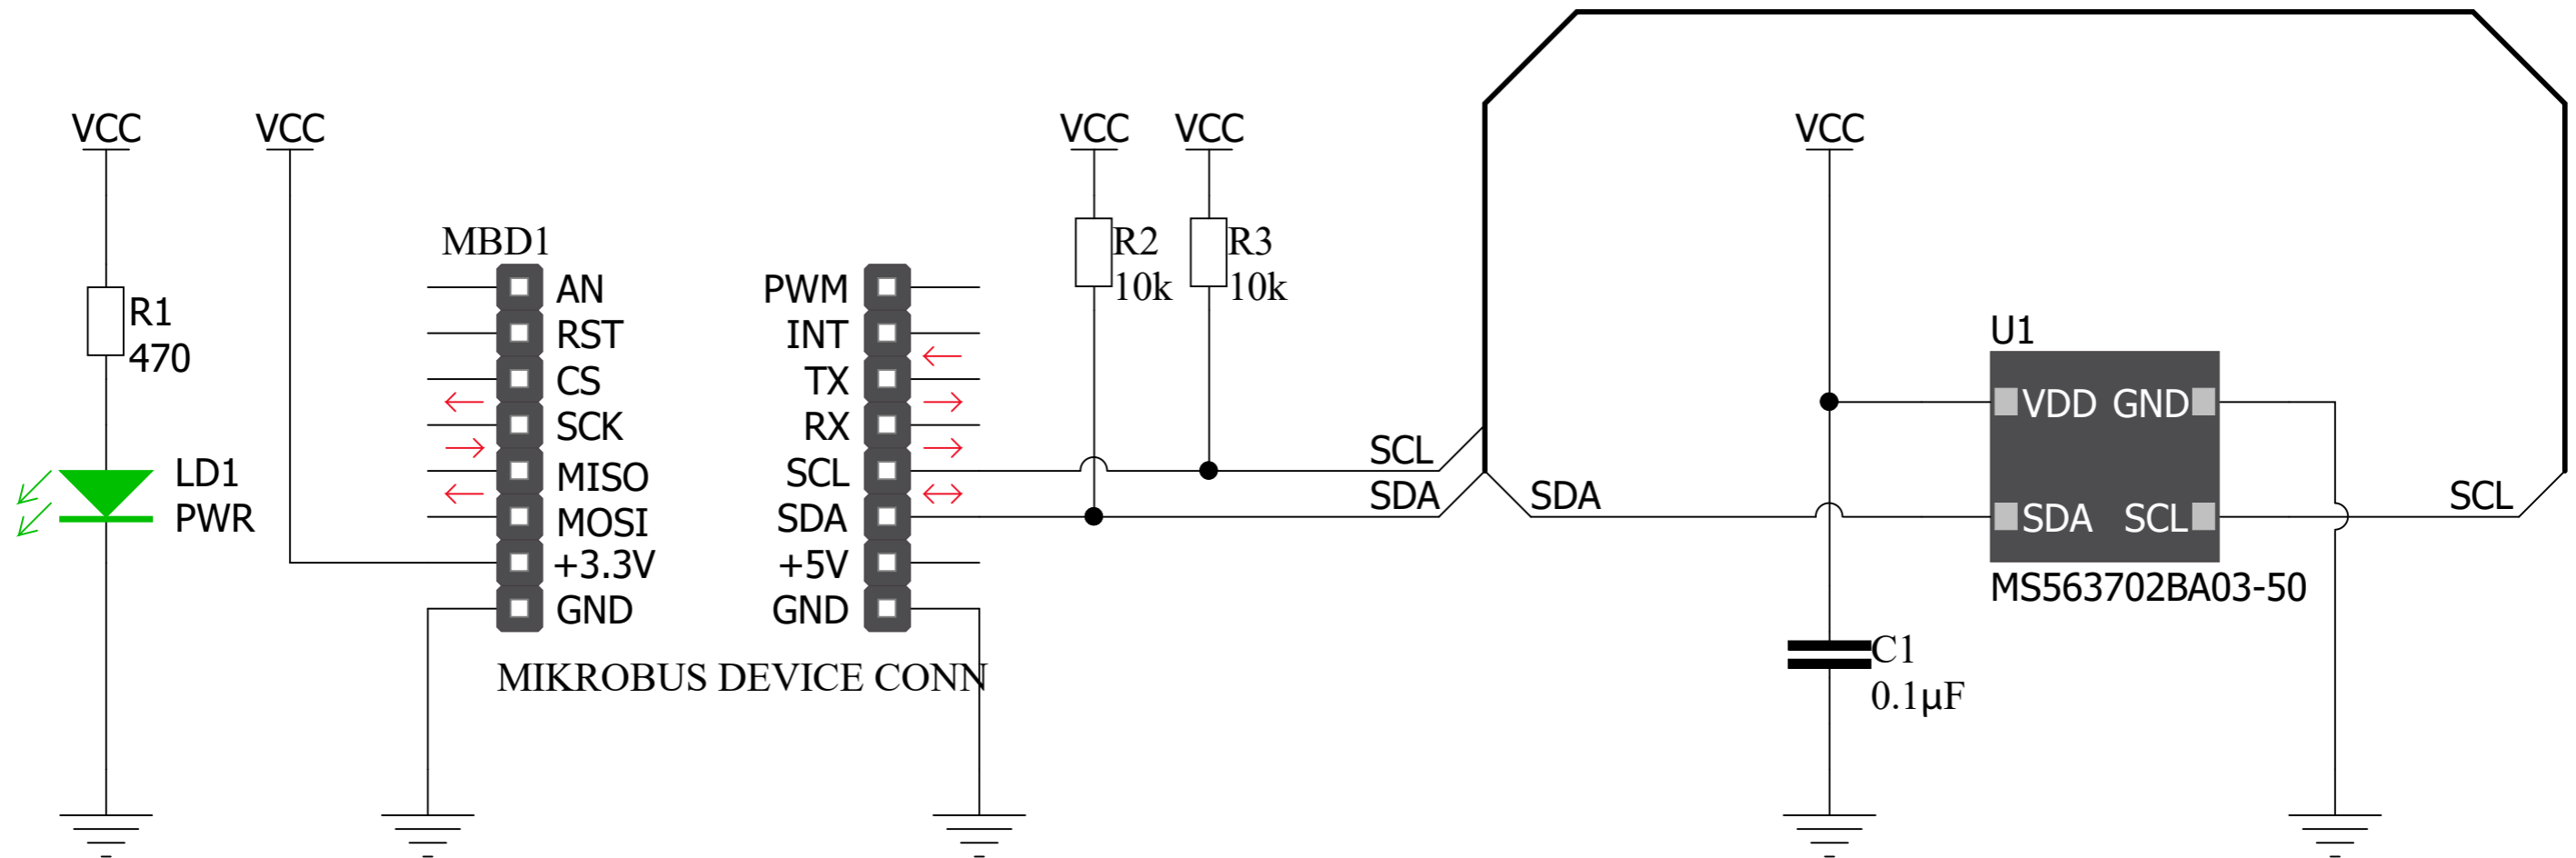 VCC
VCC
VCC
VCC
VCC
R1
470
LD1
PWR
MBD1
AN
RST
CS
SCK
MISO
MOSI
+3.3V
GND
PWM
INT
TX
RX
SCL
SDA
+5V
GND
MIKROBUS DEVICE CONN
R2
10k
R3
10k
SCL
SDA
SDA
U1
VDD GND
SDA SCL
MS563702BA03-50
SCL
C1
0.1µF